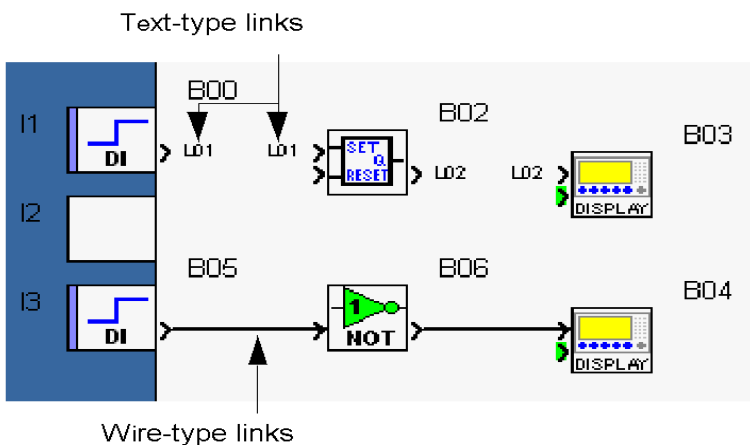 Text-type links
B00
I1
DI
L01
L01
SET
Q
RESET
B02
L02
L02
B03
DISPLAY
I2
B05
B06
I3
DI
1
NOT
B04
DISPLAY
Wire-type links